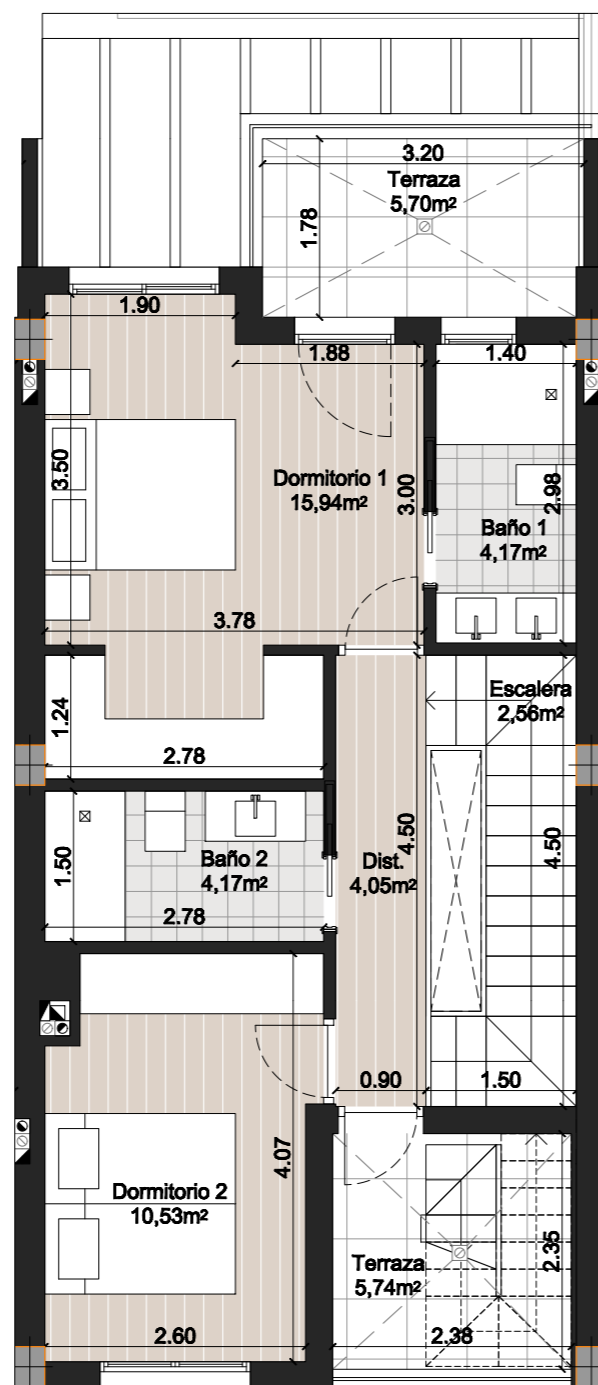 3.20
Terraza
5,70m²
1.78
1.90
1.88
1.40
3.50
Dormitorio 1
15,94m²
3.00
2.98
Baño 1
4,17m²
3.78
1.24
2.78
Escalera
2,56m²
1.50
Baño 2
4,17m²
2.78
4.50
Dist.
4,05m²
4.50
0.90
1.50
4.07
Dormitorio 2
10,53m²
2.60
Terraza
5,74m²
2.35
2.38